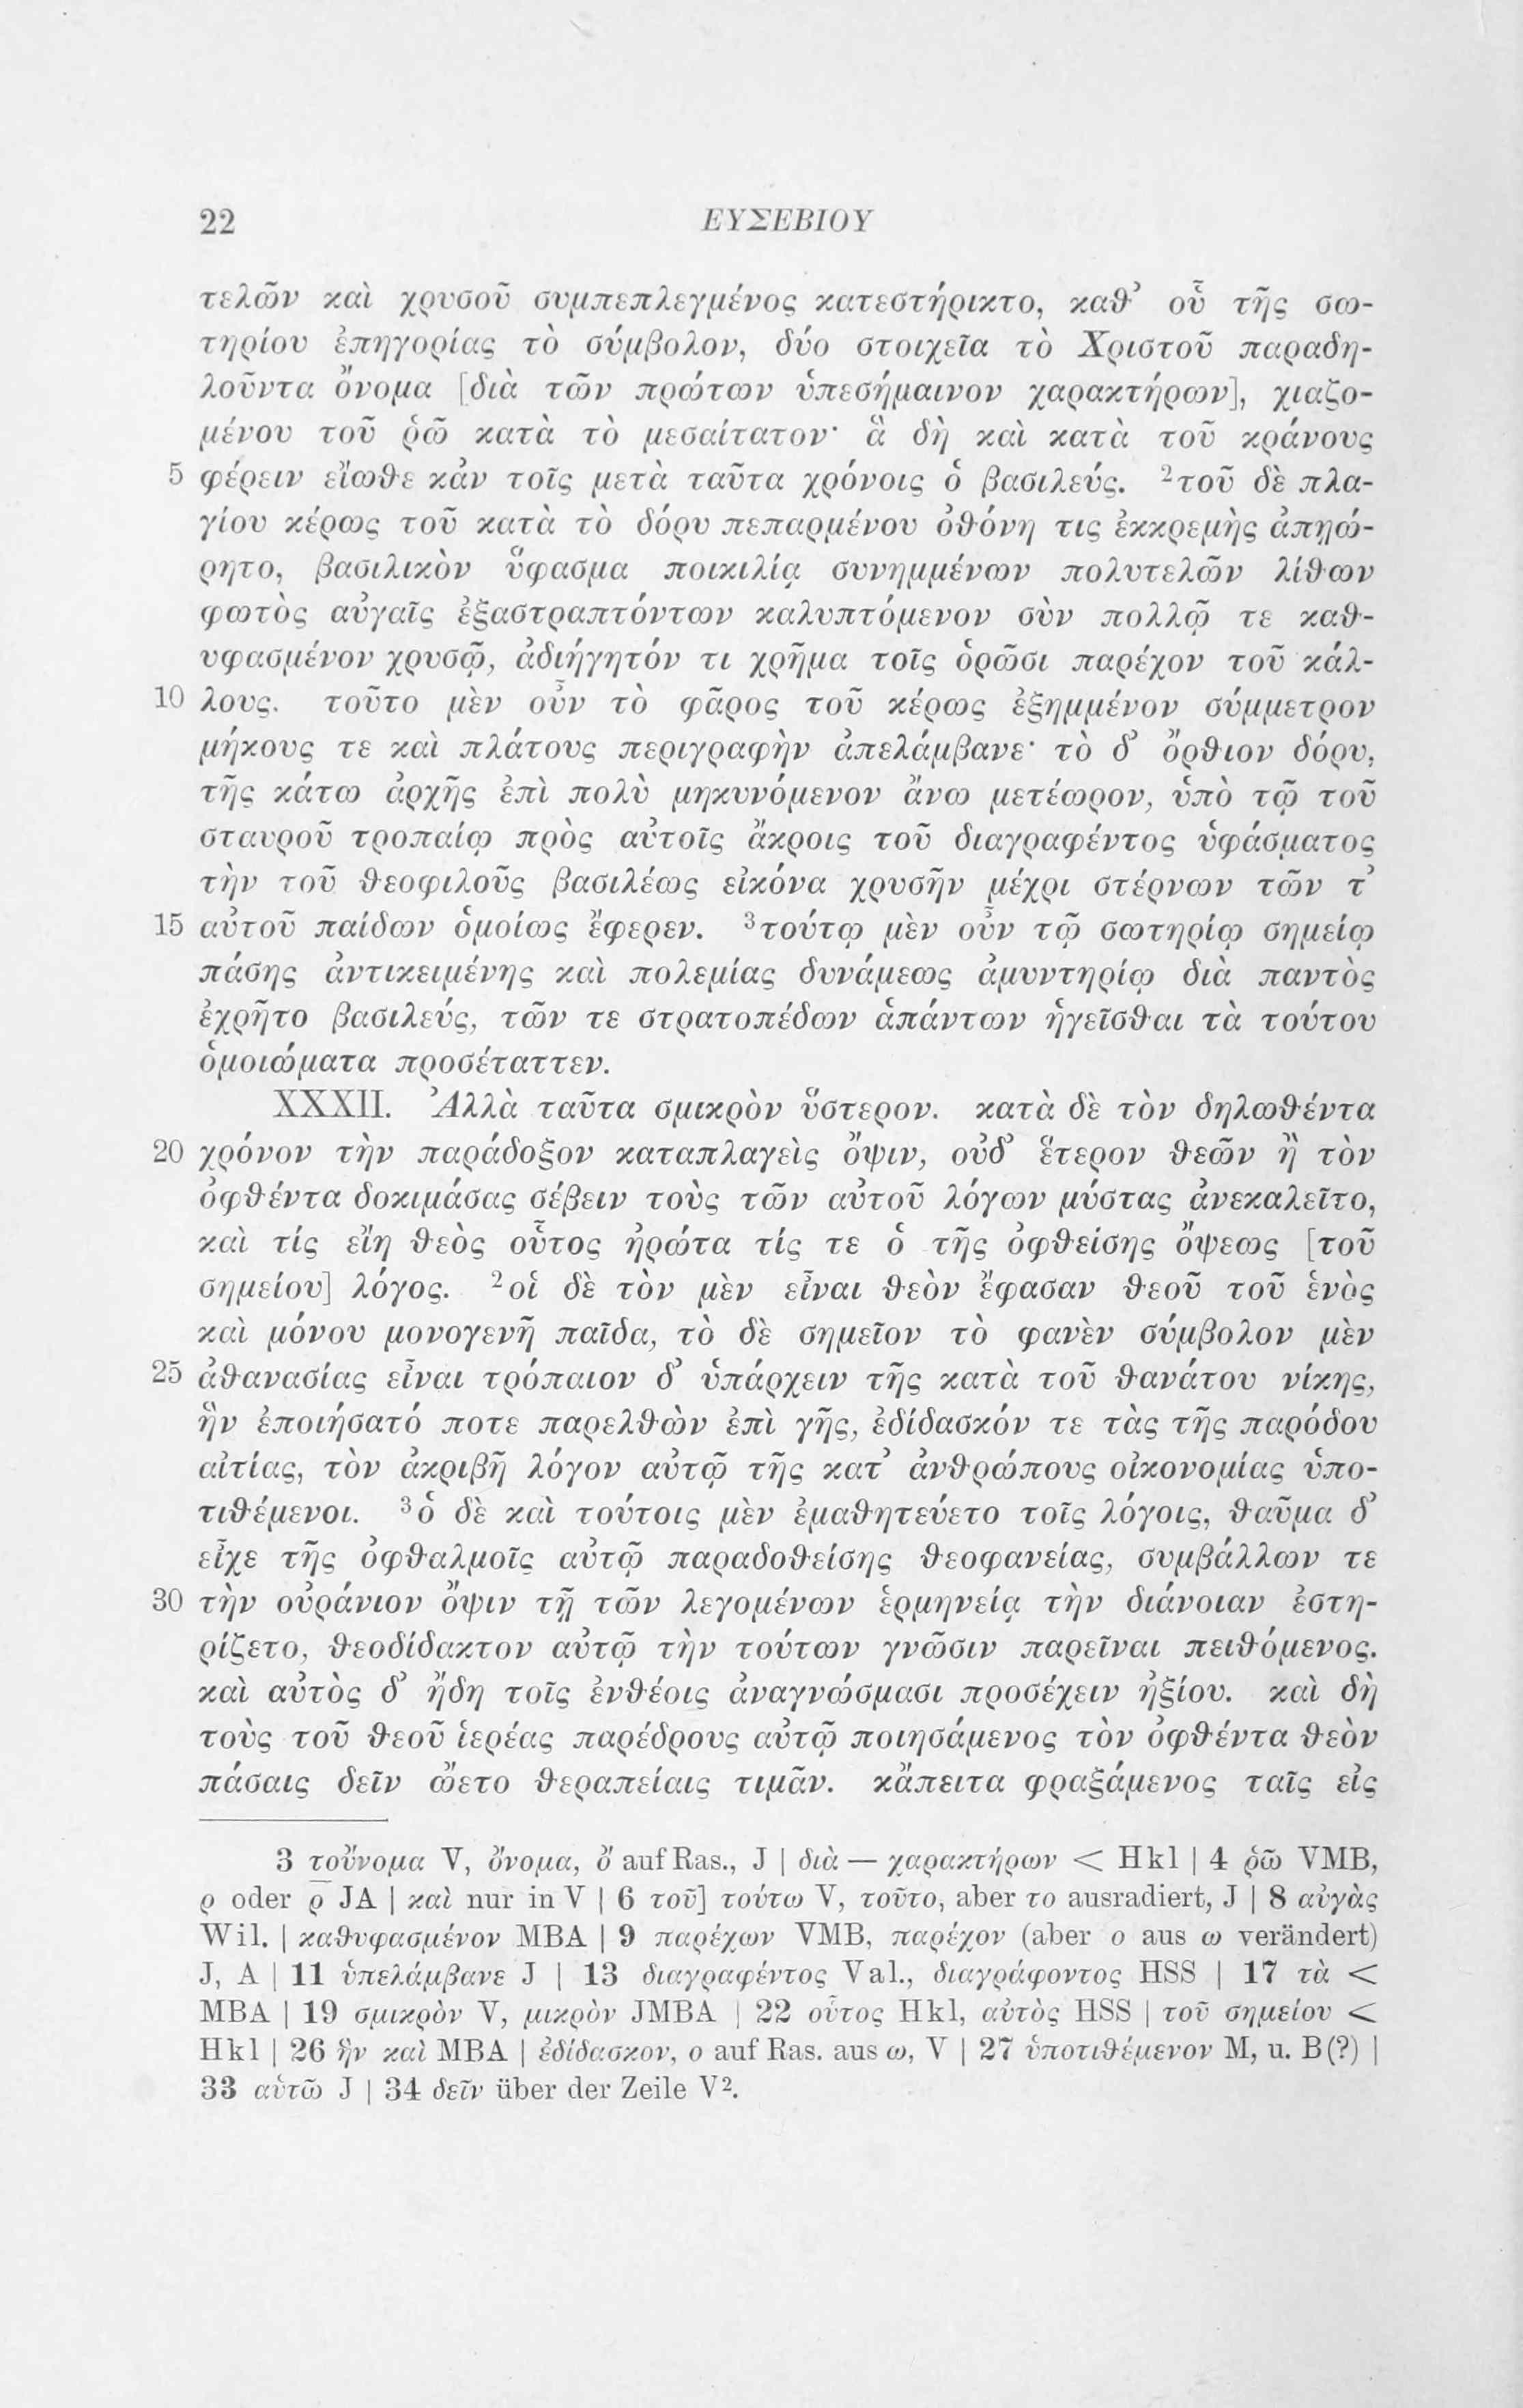 22 ΕΥΣΕΒΙΟΥ
τελῶν καὶ χρυσοῦ συμπεπλεγμένος κατεστήρικτο, καθ’ οὗ τῆς σω-
τηρίου ἐπηγορίας τὸ σύμβολον, δύο στοιχεῖα τὸ Χριστοῦ παραδη-
λοῦντα ὄνομα [διὰ τῶν πρώτων ὑπεσήμαινον χαρακτήρων], χιαζο-
μένου τοῦ ῥῶ κατὰ τὸ μεσαίτατον· ἃ δὴ καὶ κατὰ τοῦ κράνους
5 φέρειν εἴωθε κἀν τοῖς μετὰ ταῦτα χρόνοις ὁ βασιλεύς. ²τοῦ δὲ πλα-
γίου κέρως τοῦ κατὰ τὸ δόρυ πεπαρμένου ὀθόνη τις ἐκκρεμὴς ἀπῃώ-
ρητο, βασιλικὸν ὕφασμα ποικιλίᾳ συνημμένων πολυτελῶν λίθων
φωτὸς αὐγαῖς ἐξαστραπτόντων καλυπτόμενον σὺν πολλῷ τε καθ-
υφασμένον χρυσῷ, ἀδιήγητόν τι χρῆμα τοῖς ὁρῶσι παρέχον τοῦ κάλ-
10 λους. τοῦτο μὲν οὖν τὸ φᾶρος τοῦ κέρως ἐξημμένον σύμμετρον
μήκους τε καὶ πλάτους περιγραφὴν ἀπελάμβανε· τὸ δ’ ὄρθιον δόρυ,
τῆς κάτω ἀρχῆς ἐπὶ πολὺ μηκυνόμενον ἄνω μετέωρον, ὑπὸ τῷ τοῦ
σταυροῦ τροπαίῳ πρὸς αὐτοῖς ἄκροις τοῦ διαγραφέντος ὑφάσματος
τὴν τοῦ θεοφιλοῦς βασιλέως εἰκόνα χρυσῆν μέχρι στέρνων τῶν τ’
15 αὐτοῦ παίδων ὁμοίως ἔφερεν. ³τούτῳ μὲν οὖν τῷ σωτηρίῳ σημείῳ
πάσης ἀντικειμένης καὶ πολεμίας δυνάμεως ἀμυντηρίῳ διὰ παντὸς
ἐχρῆτο βασιλεύς, τῶν τε στρατοπέδων ἁπάντων ἡγεῖσθαι τὰ τούτου
ὁμοιώματα προσέταττεν.
XXXII. Ἀλλὰ ταῦτα σμικρὸν ὕστερον. κατὰ δὲ τὸν δηλωθέντα
20 χρόνον τὴν παράδοξον καταπλαγεὶς ὄψιν, οὐδ’ ἕτερον θεῶν ἢ τὸν
ὀφθέντα δοκιμάσας σέβειν τοὺς τῶν αὐτοῦ λόγων μύστας ἀνεκαλεῖτο,
καὶ τίς εἴη θεὸς οὗτος ἠρώτα τίς τε ὁ τῆς ὀφθείσης ὄψεως [τοῦ
σημείου] λόγος. ²οἱ δὲ τὸν μὲν εἶναι θεὸν ἔφασαν θεοῦ τοῦ ἑνὸς
καὶ μόνου μονογενῆ παῖδα, τὸ δὲ σημεῖον τὸ φανὲν σύμβολον μὲν
25 ἀθανασίας εἶναι τρόπαιον δ’ ὑπάρχειν τῆς κατὰ τοῦ θανάτου νίκης,
ἣν ἐποιήσατό ποτε παρελθὼν ἐπὶ γῆς, ἐδίδασκόν τε τὰς τῆς παρόδου
αἰτίας, τὸν ἀκριβῆ λόγον αὐτῷ τῆς κατ’ ἀνθρώπους οἰκονομίας ὑπο-
τιθέμενοι. ³ὁ δὲ καὶ τούτοις μὲν ἐμαθητεύετο τοῖς λόγοις, θαῦμα δ’
εἶχε τῆς ὀφθαλμοῖς αὐτῷ παραδοθείσης θεοφανείας, συμβάλλων τε
30 τὴν οὐράνιον ὄψιν τῇ τῶν λεγομένων ἑρμηνείᾳ τὴν διάνοιαν ἐστη-
ρίζετο, θεοδίδακτον αὐτῷ τὴν τούτων γνῶσιν παρεῖναι πειθόμενος.
καὶ αὐτὸς δ’ ἤδη τοῖς ἐνθέοις ἀναγνώσμασι προσέχειν ἠξίου. καὶ δὴ
τοὺς τοῦ θεοῦ ἱερέας παρέδρους αὐτῷ ποιησάμενος τὸν ὀφθέντα θεὸν
πάσαις δεῖν ᾤετο θεραπείαις τιμᾶν. κἄπειτα φραξάμενος ταῖς εἰς
3 τοὔνομα V, ὄνομα, ὄ auf Ras., J | διὰ — χαρακτήρων < Hkl | 4 ῥῶ VMB,
ρ oder ρ̅ JA | καὶ nur in V | 6 τοῦ] τούτω V, τοῦτο, aber το ausradiert, J | 8 αὐγὰς
Wil. | καθυφασμένον MBA | 9 παρέχων VMB, παρέχον (aber ο aus ω verändert)
J, A | 11 ὑπελάμβανε J | 13 διαγραφέντος Val., διαγράφοντος HSS | 17 τὰ <
MBA | 19 σμικρὸν V, μικρὸν JMBA | 22 οὗτος Hkl, αὐτὸς HSS | τοῦ σημείου <
Hkl | 26 ἣν καὶ MBA | ἐδίδασκον, ο auf Ras. aus ω, V | 27 ὑποτιθέμενον M, u. B(?) |
33 αὑτῶ J | 34 δεῖν über der Zeile V².